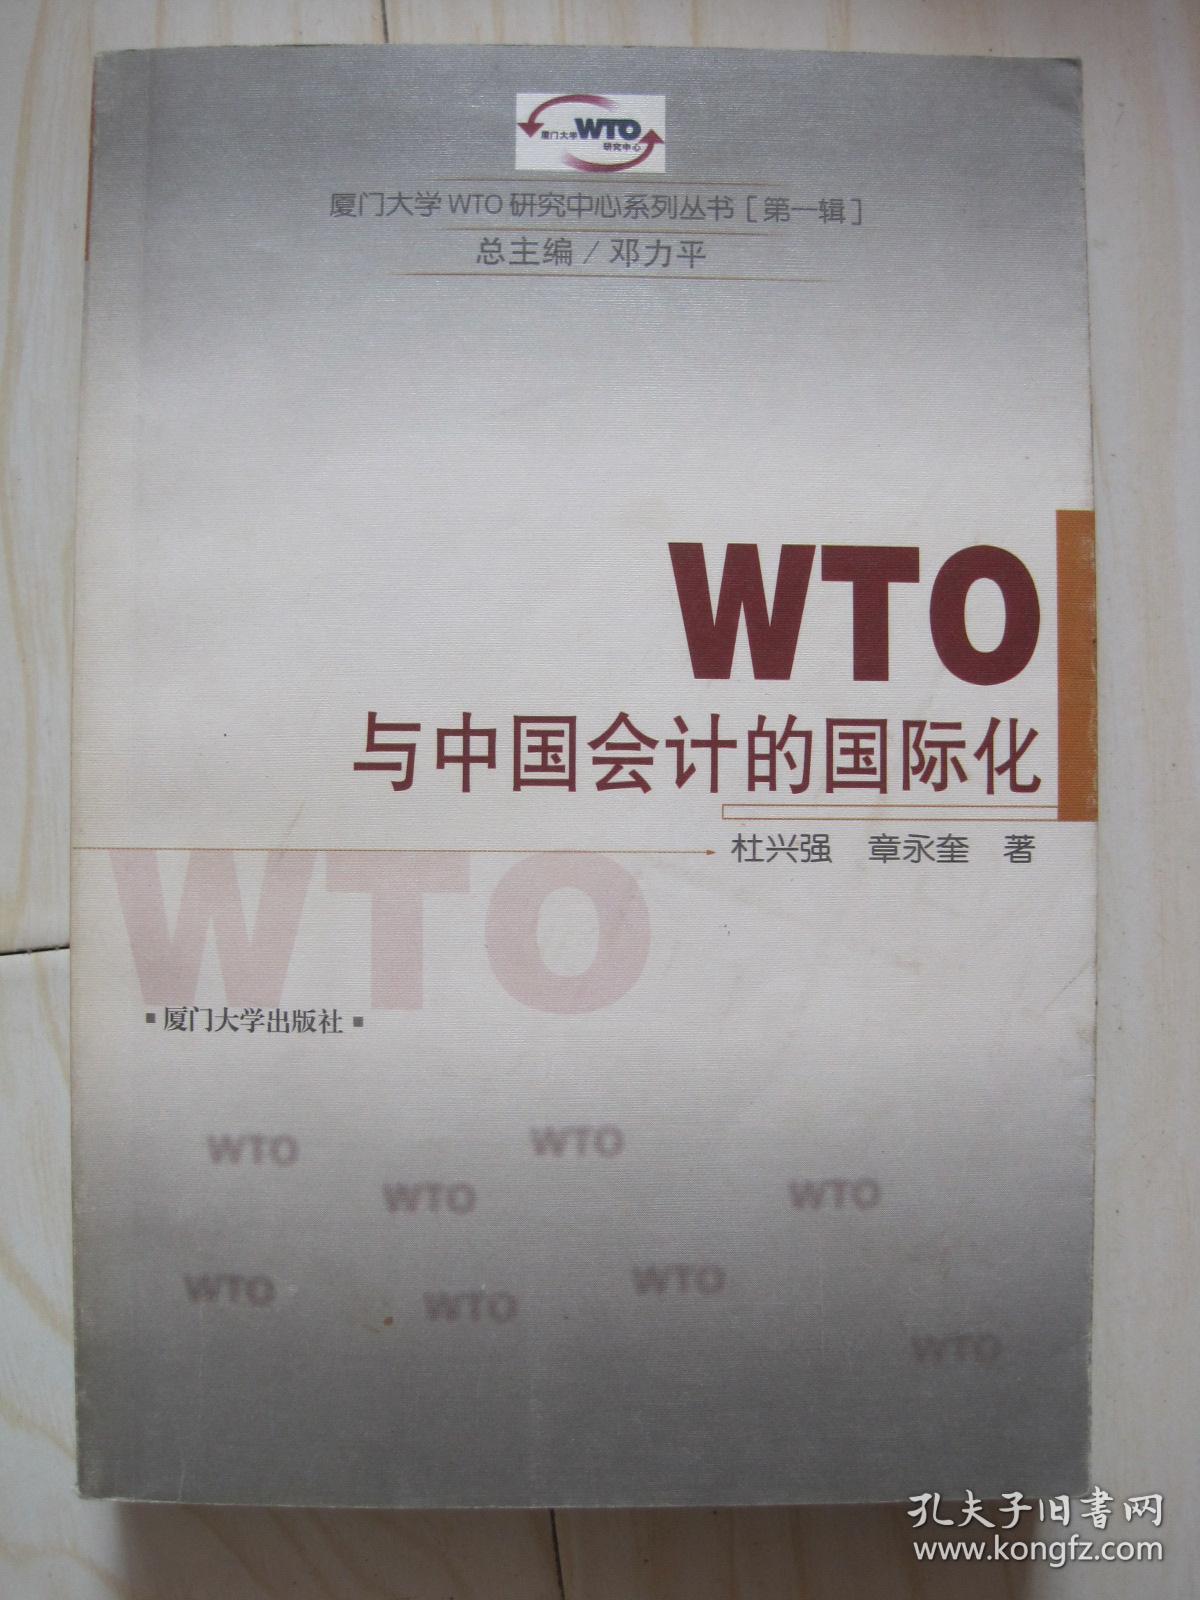 厦门大学WTO
研究中心
厦门大学WTO研究中心系列丛书[第一辑]
总主编/邓力平
WTO
与中国会计的国际化
杜兴强 章永奎 著
WTO
▪厦门大学出版社▪
WTO
WTO
WTO
WTO
WTO
WTO
WTO
WTO
孔夫子旧书网
www.kongfz.com